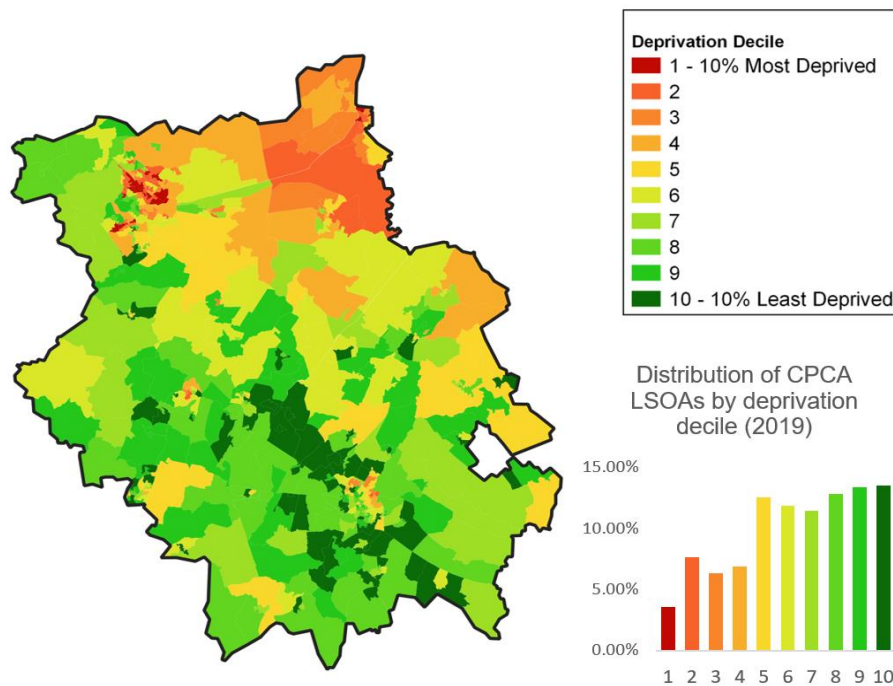 Deprivation Decile
1 - 10% Most Deprived
2
3
4
5
6
7
8
9
10 - 10% Least Deprived
Distribution of CPCA
LSOAs by deprivation
decile (2019)
15.00%
10.00%
5.00%
0.00%
1 2 3 4 5 6 7 8 9 10